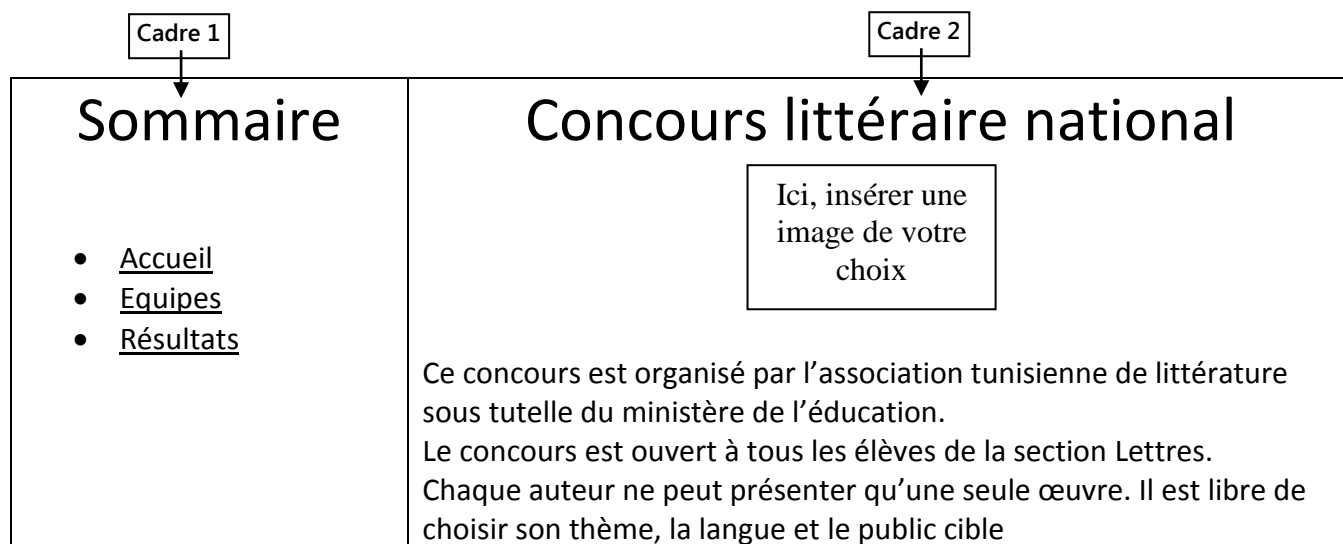 Cadre 1
Cadre 2
Sommaire
• Accueil
• Equipes
• Résultats
Concours littéraire national
Ici, insérer une
image de votre
choix
Ce concours est organisé par l’association tunisienne de littérature
sous tutelle du ministère de l’éducation.
Le concours est ouvert à tous les élèves de la section Lettres.
Chaque auteur ne peut présenter qu’une seule œuvre. Il est libre de
choisir son thème, la langue et le public cible